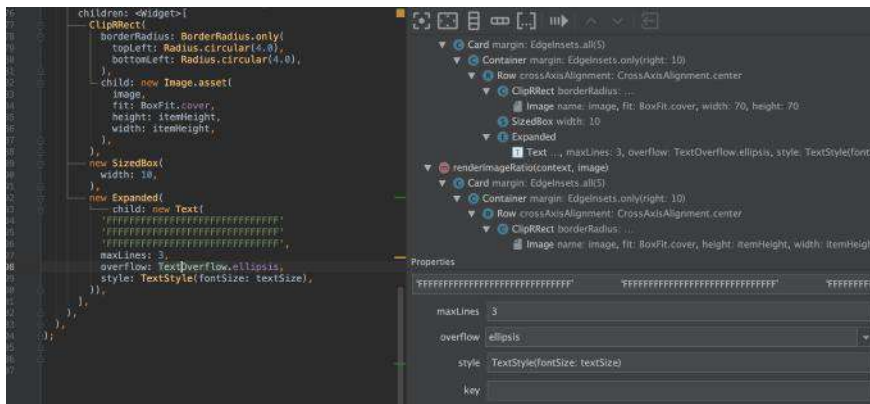 children: <Widget>[
ClipRRect(
borderRadius: BorderRadius.only(
topLeft: Radius.circular(4.0),
bottomLeft: Radius.circular(4.0),
),
child: new Image.asset(
image,
fit: BoxFit.cover,
height: itemHeight,
width: itemHeight,
),
),
new SizedBox(
width: 10,
),
new Expanded(
child: new Text(
'FFFFFFFFFFFFFFFFFFFFFFFFFFFFFF'
'FFFFFFFFFFFFFFFFFFFFFFFFFFFFFF'
'FFFFFFFFFFFFFFFFFFFFFFFFFFFFFF',
maxLines: 3,
overflow: TextOverflow.ellipsis,
style: TextStyle(fontSize: textSize),
)),
],
),
),
);
Card margin: EdgeInsets.all(5)
Container margin: EdgeInsets.only(right: 10)
Row crossAxisAlignment: CrossAxisAlignment.center
ClipRRect borderRadius: ...
Image name: image, fit: BoxFit.cover, width: 70, height: 70
SizedBox width: 10
Expanded
Text ..., maxLines: 3, overflow: TextOverflow.ellipsis, style: TextStyle(font
renderImageRatio(context, image)
Card margin: EdgeInsets.all(5)
Container margin: EdgeInsets.only(right: 10)
Row crossAxisAlignment: CrossAxisAlignment.center
ClipRRect borderRadius: ...
Image name: image, fit: BoxFit.cover, height: itemHeight, width: itemHeigh
Properties
maxLines 3
overflow ellipsis
style TextStyle(fontSize: textSize)
key